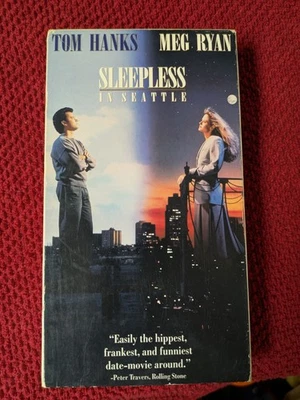 TOM HANKS MEG RYAN
SLEEPLESS
IN SEATTLE
“Easily the hippest,
frankest, and funniest
date-movie around.”
-Peter Travers, Rolling Stone